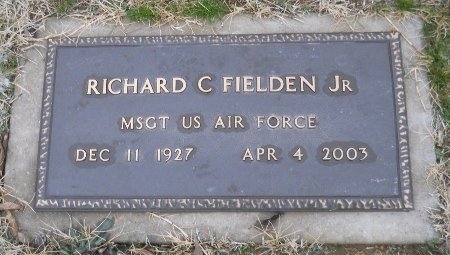 RICHARD C FIELDEN JR
MSGT US AIR FORCE
DEC 11 1927 APR 4 2003